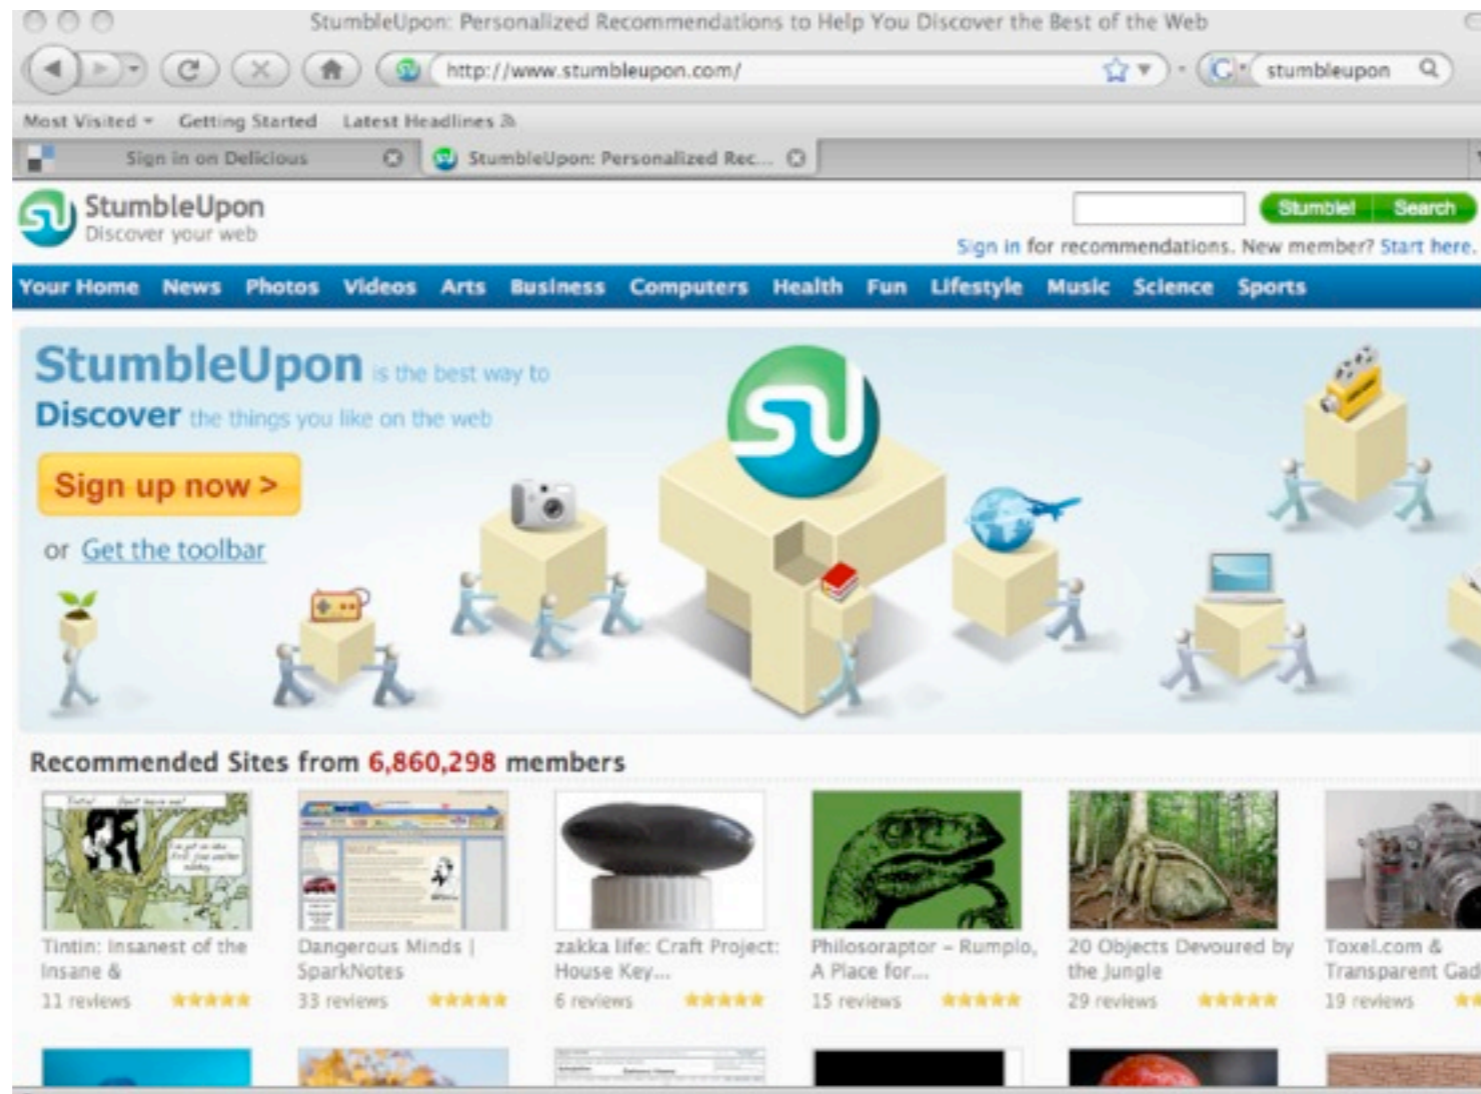 StumbleUpon: Personalized Recommendations to Help You Discover the Best of the Web
http://www.stumbleupon.com/
stumbleupon
Most Visited Getting Started Latest Headlines
Sign in on Delicious
StumbleUpon: Personalized Rec...
StumbleUpon
Discover your web
Stumble! Search
Sign in for recommendations. New member? Start here.
Your Home News Photos Videos Arts Business Computers Health Fun Lifestyle Music Science Sports
StumbleUpon is the best way to
Discover the things you like on the web
Sign up now >
or Get the toolbar
Recommended Sites from 6,860,298 members
Tintin: Insanest of the
Insane &
11 reviews
Dangerous Minds |
SparkNotes
33 reviews
zakka life: Craft Project:
House Key...
6 reviews
Philosoraptor – Rumplo,
A Place for...
15 reviews
20 Objects Devoured by
the Jungle
29 reviews
Toxel.com &
Transparent Gad
19 reviews